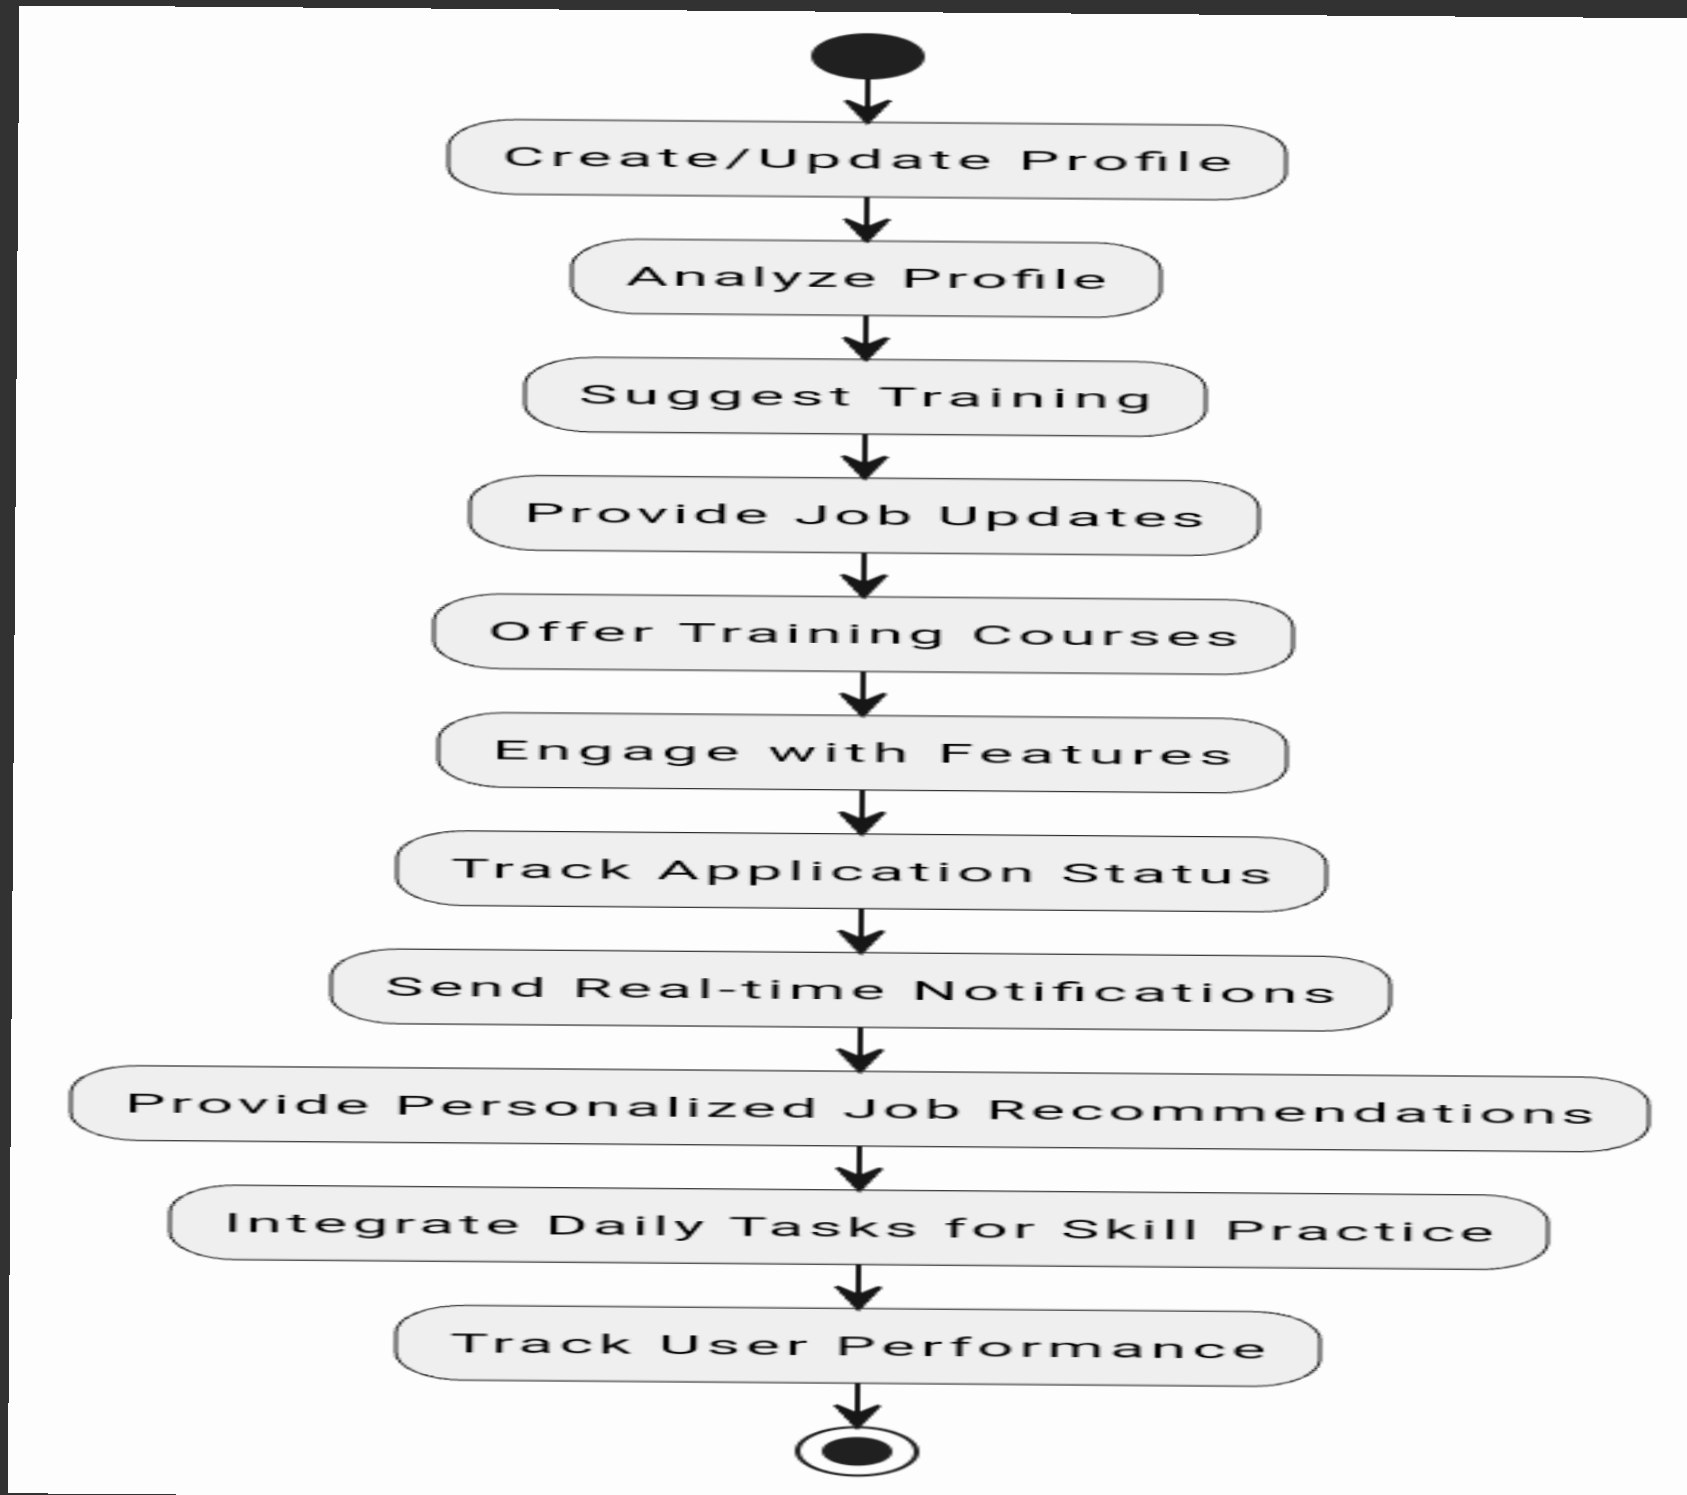 Create/Update Profile
Analyze Profile
Suggest Training
Provide Job Updates
Offer Training Courses
Engage with Features
Track Application Status
Send Real-time Notifications
Provide Personalized Job Recommendations
Integrate Daily Tasks for Skill Practice
Track User Performance